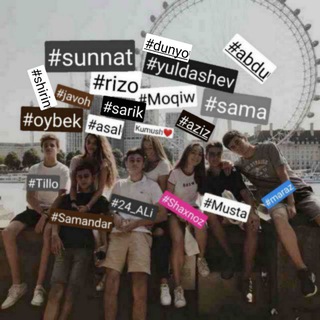 #dunyo
#sunnat
#abdu
#yuldashev
#shirin
#rizo
#javoh
#Moqiw
#sarik
#sama
#oybek
#asal
Kumush❤
#aziz
#Tillo
#24_ALi
#Shaxnoz
#Musta
#maraz
#Samandar